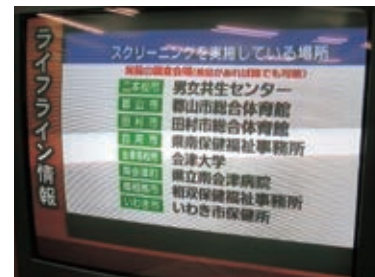 ライフライン情報
スクリーニングを実施している場所
二本松市 男女共生センター
郡山市 郡山市総合体育館
田村市 田村市総合体育館
白河市 県南保健福祉事務所
会津若松市 会津大学
南会津町 県立南会津病院
南相馬市 相双保健福祉事務所
いわき市 いわき市保健所